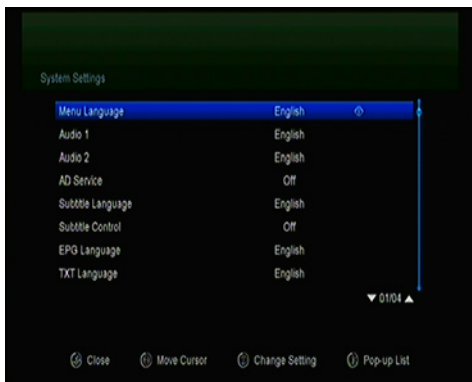 System Settings
Menu Language English
Audio 1 English
Audio 2 English
AD Service Off
Subtitle Language English
Subtitle Control Off
EPG Language English
TXT Language English
▼ 01/04 ▲
Close Move Cursor Change Setting Pop-up List